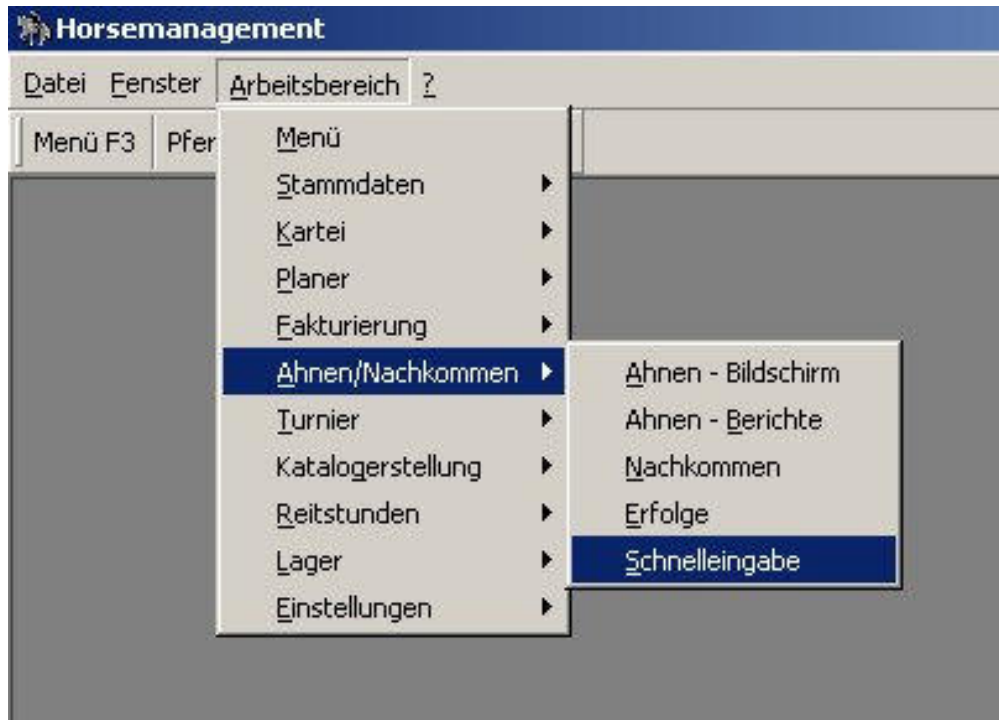 Horsemanagement
Datei Fenster Arbeitsbereich ?
Menü F3 Pfer
Menü
Stammdaten
Kartei
Planer
Fakturierung
Ahnen/Nachkommen
Turnier
Katalogerstellung
Reitstunden
Lager
Einstellungen
Ahnen - Bildschirm
Ahnen - Berichte
Nachkommen
Erfolge
Schnelleingabe